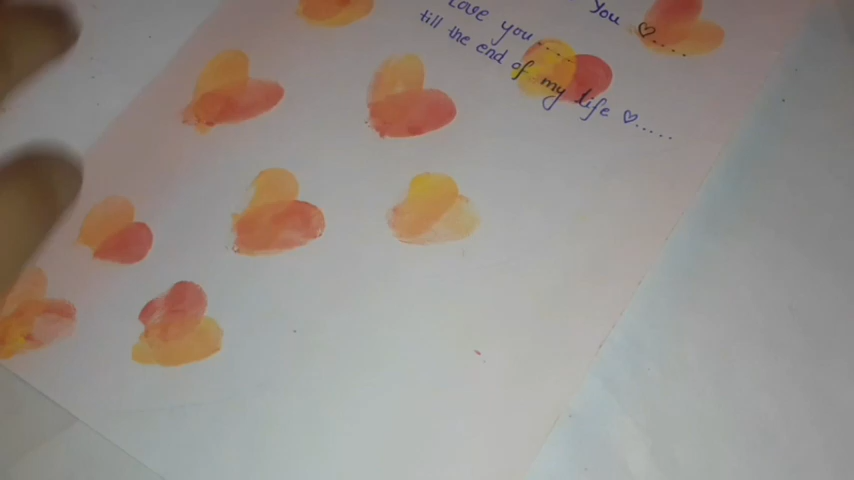 You ♡.....
Love you.....
till the end of my life ♡.....